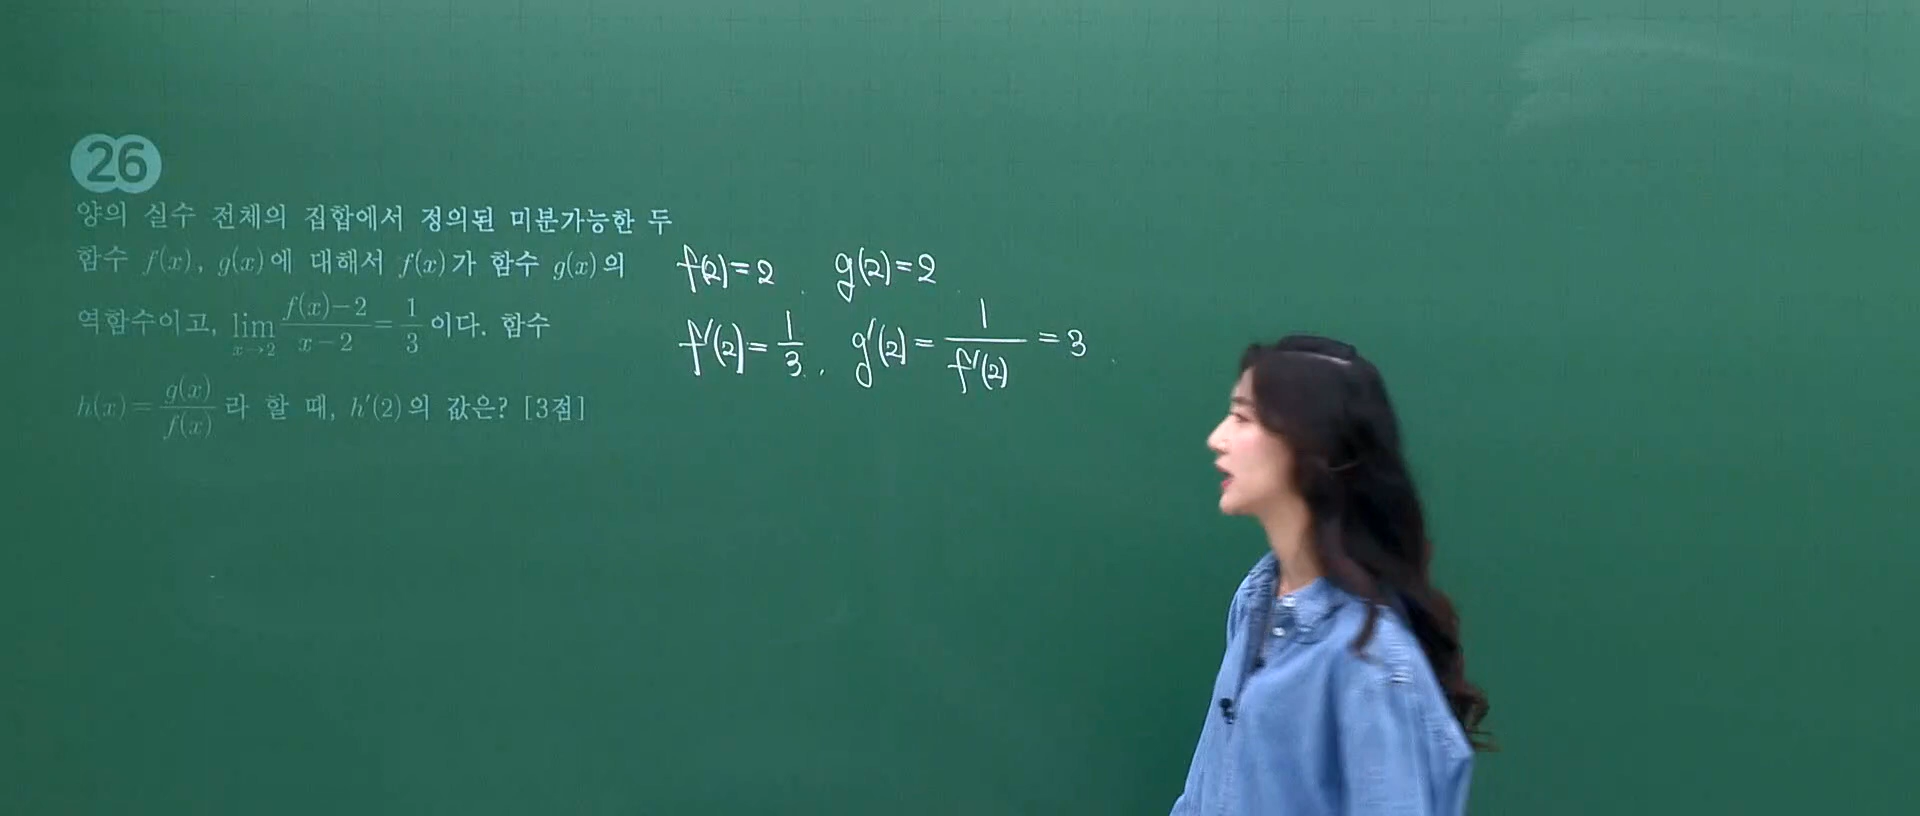 26
양의 실수 전체의 집합에서 정의된 미분가능한 두
함수 f(x), g(x)에 대해서 f(x)가 함수 g(x)의
역함수이고, lim_{x→2} (f(x)-2)/(x-2) = 1/3 이다. 함수
h(x) = g(x)/f(x) 라 할 때, h'(2)의 값은? [3점]
f(2)=2 , g(2)=2
f'(2)=1/3 , g'(2)=1/f'(2) =3